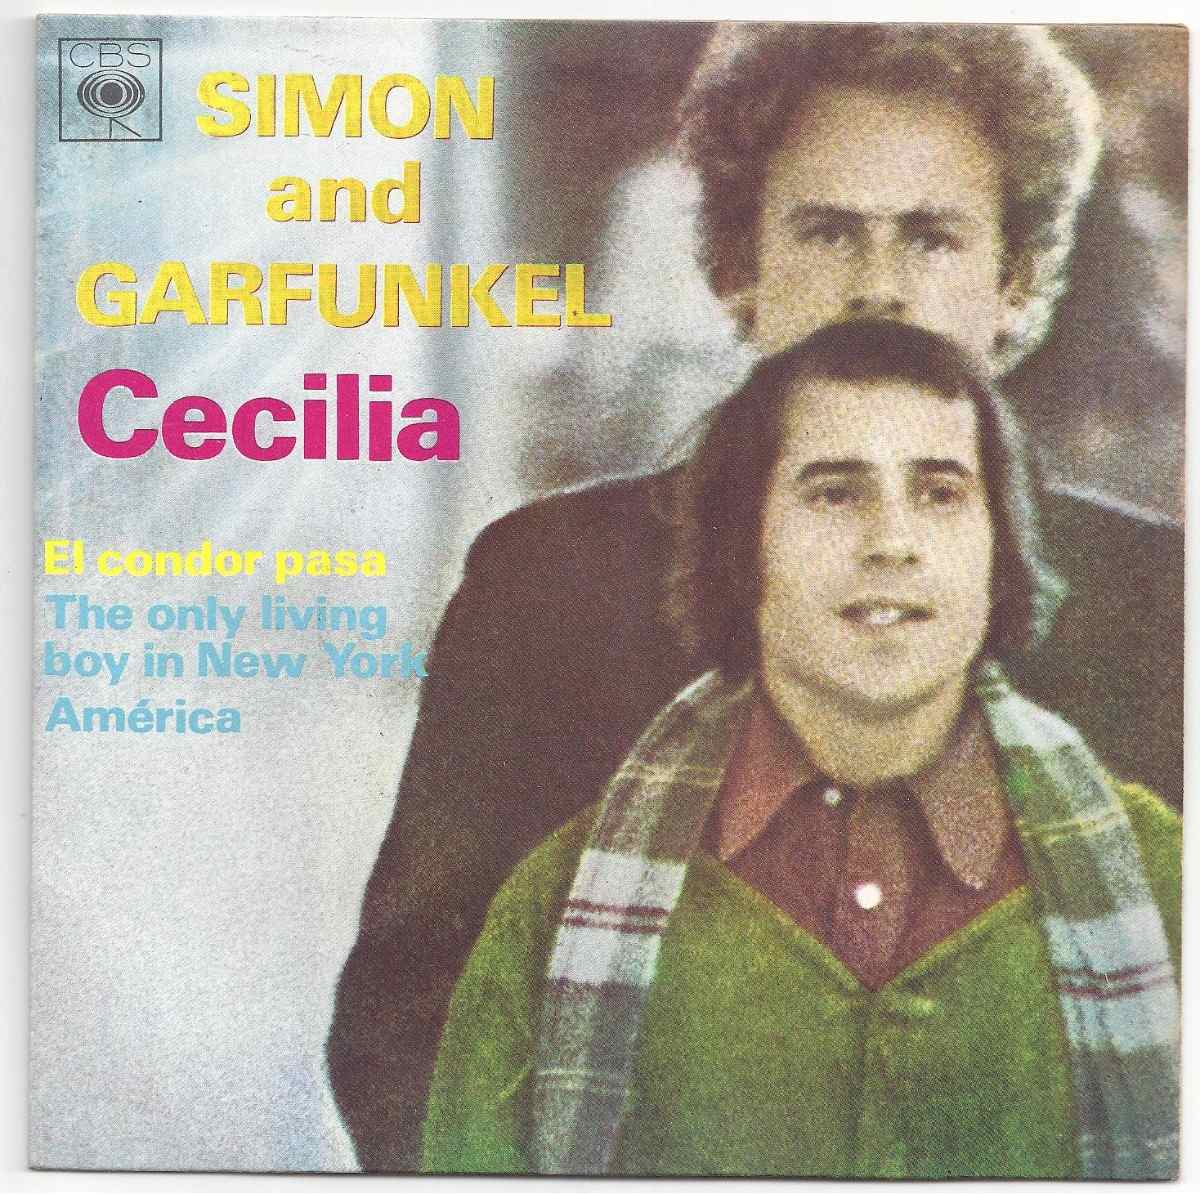 CBS
SIMON
and
GARFUNKEL
Cecilia
El condor pasa
The only living
boy in New York
América